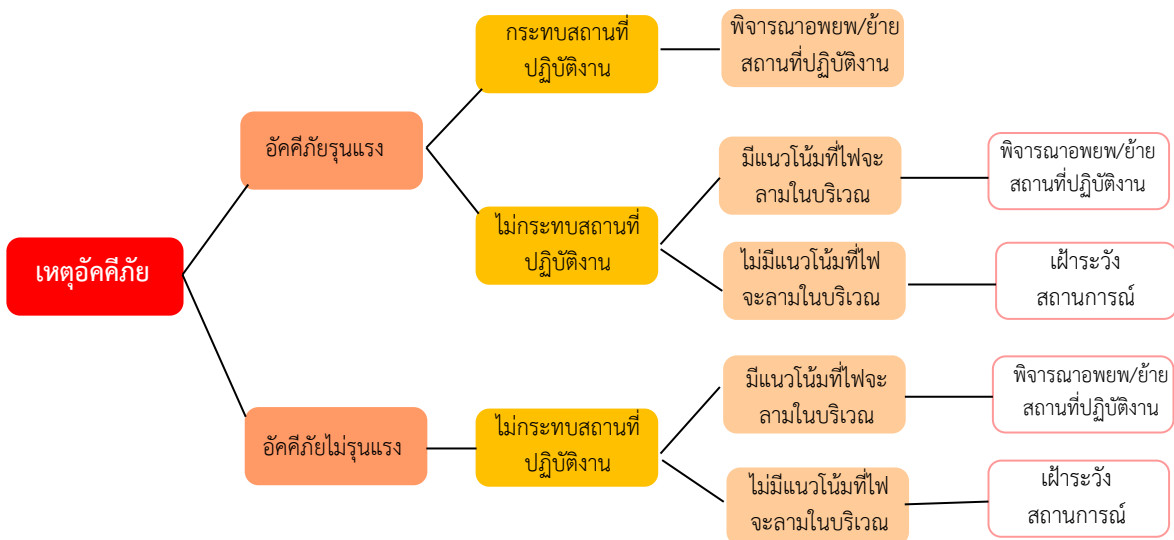 กระทบสถานที่
ปฏิบัติงาน
พิจารณาอพยพ/ย้าย
สถานที่ปฏิบัติงาน
อัคคีภัยรุนแรง
มีแนวโน้มที่ไฟจะ
ลามในบริเวณ
พิจารณาอพยพ/ย้าย
สถานที่ปฏิบัติงาน
ไม่กระทบสถานที่
ปฏิบัติงาน
ไม่มีแนวโน้มที่ไฟ
จะลามในบริเวณ
เฝ้าระวัง
สถานการณ์
เหตุอัคคีภัย
มีแนวโน้มที่ไฟจะ
ลามในบริเวณ
พิจารณาอพยพ/ย้าย
สถานที่ปฏิบัติงาน
อัคคีภัยไม่รุนแรง
ไม่กระทบสถานที่
ปฏิบัติงาน
ไม่มีแนวโน้มที่ไฟ
จะลามในบริเวณ
เฝ้าระวัง
สถานการณ์